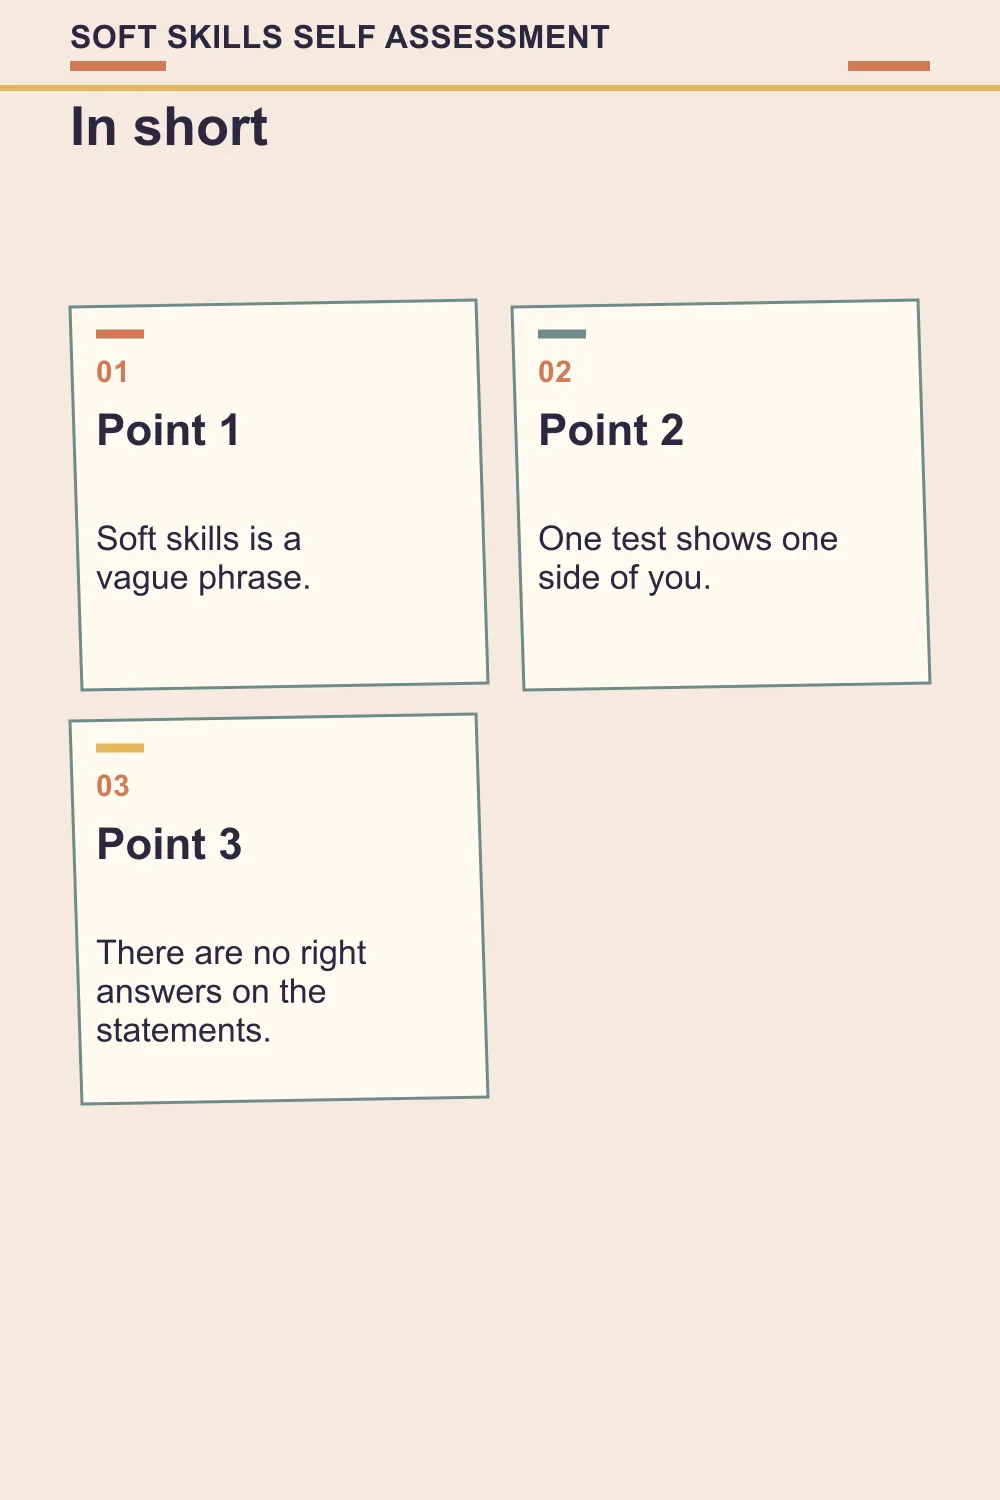 SOFT SKILLS SELF ASSESSMENT
In short
01
Point 1
Soft skills is a
vague phrase.
02
Point 2
One test shows one
side of you.
03
Point 3
There are no right
answers on the
statements.